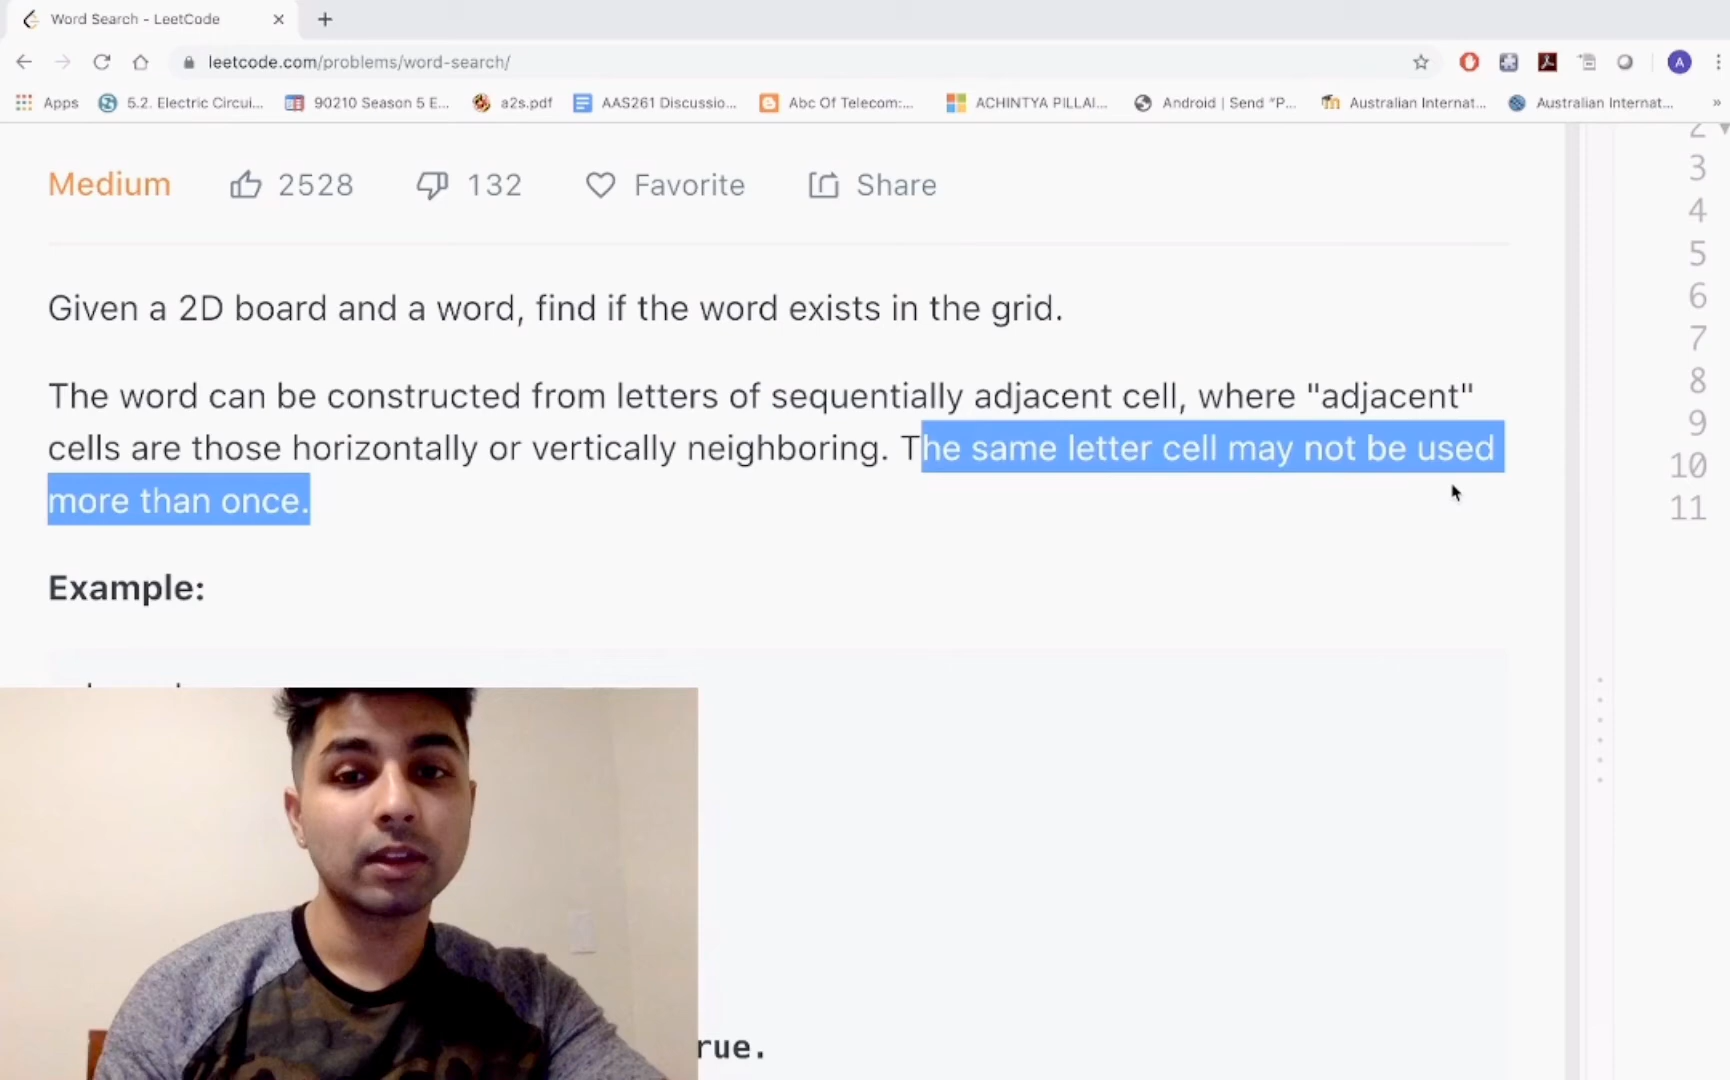 Word Search - LeetCode
leetcode.com/problems/word-search/
A
Apps 5.2. Electric Circui... 90210 Season 5 E... a2s.pdf AAS261 Discussio... Abc Of Telecom:... ACHINTYA PILLAI... Android | Send “P... Australian Internat... Australian Internat... »
Medium 2528 132 Favorite Share
Given a 2D board and a word, find if the word exists in the grid.
The word can be constructed from letters of sequentially adjacent cell, where "adjacent"
cells are those horizontally or vertically neighboring. The same letter cell may not be used
more than once.
Example:
rue.
2
3
4
5
6
7
8
9
10
11